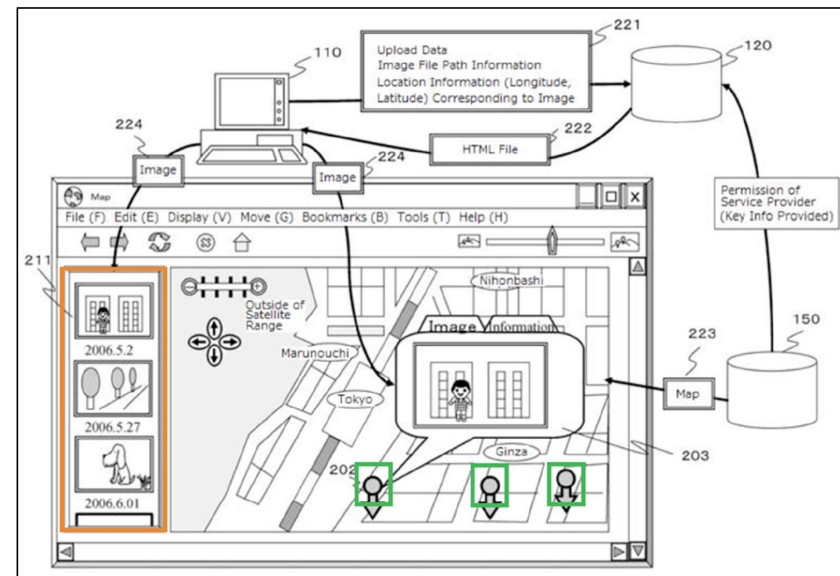 110
Upload Data
Image File Path Information
Location Information (Longitude,
Latitude) Corresponding to Image
221
120
HTML File
222
224
Image
224
Image
Permission of
Service Provider
(Key Info Provided)
Map
X
File (F) Edit (E) Display (V) Move (G) Bookmarks (B) Tools (T) Help (H)
211
2006.5.2
2006.5.27
2006.6.01
Outside of
Satellite
Range
Nihonbashi
Marunouchi
Tokyo
Image Information
Ginza
202
203
223
Map
150